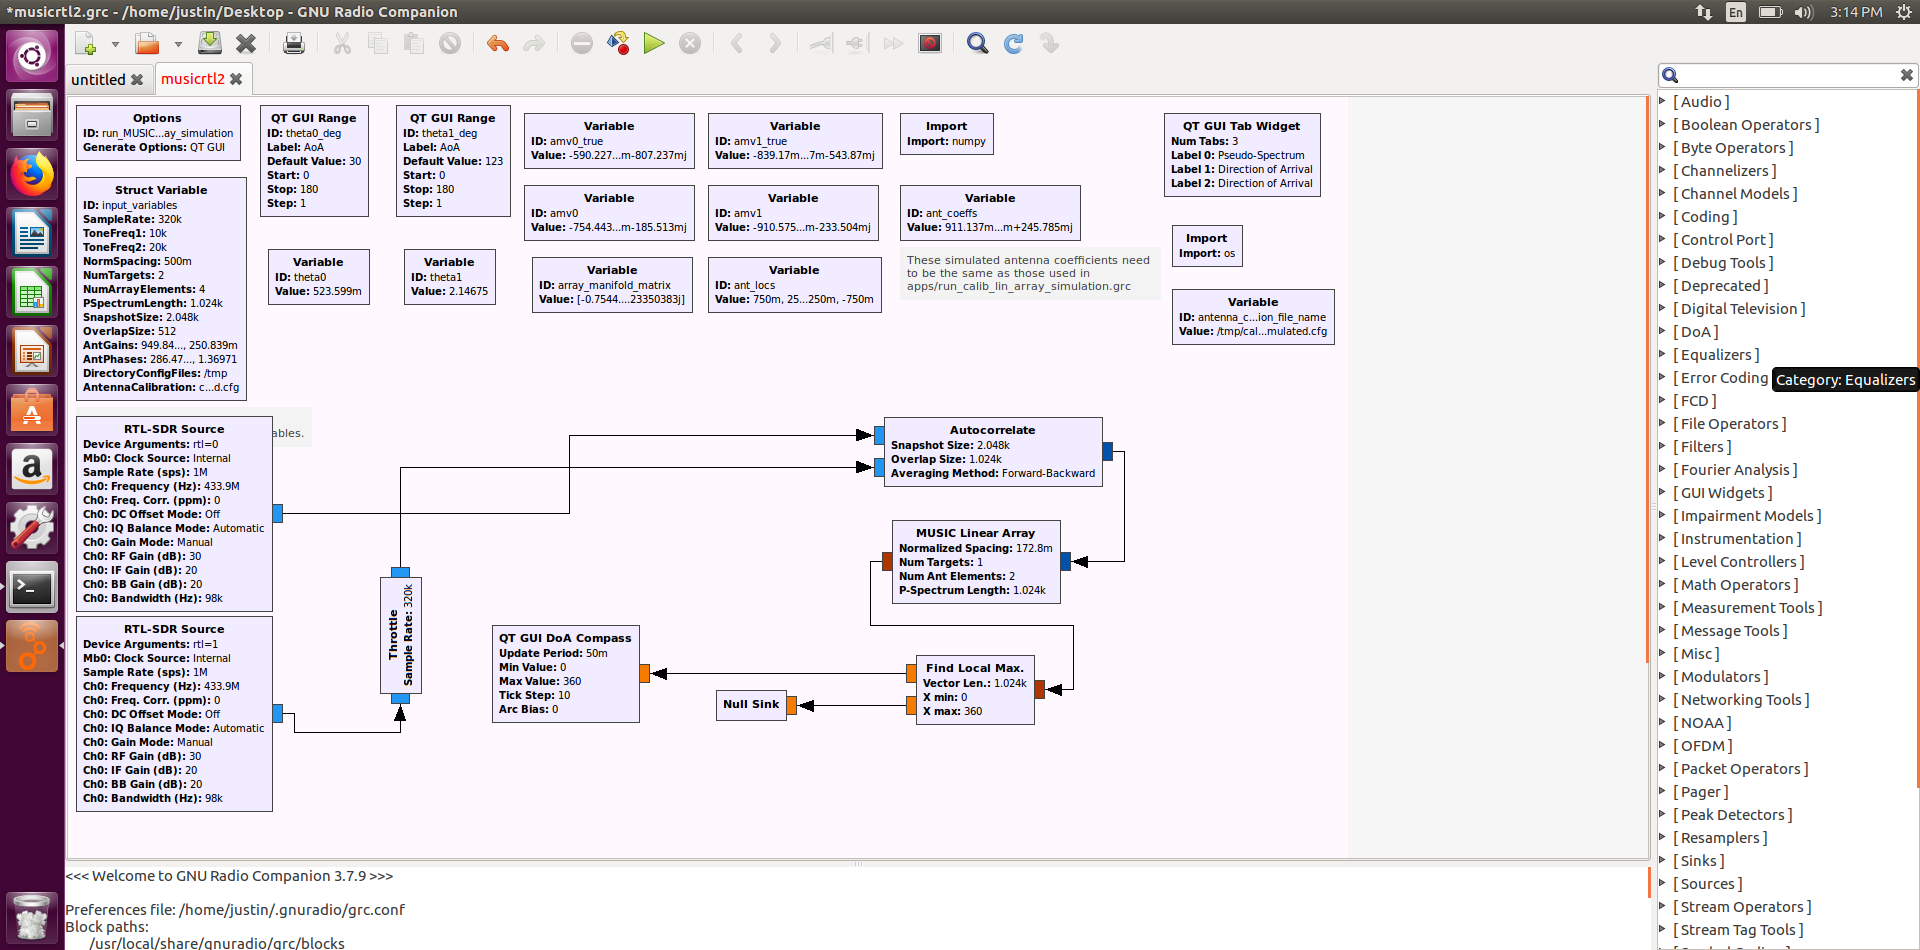 *musicrtl2.grc - /home/justin/Desktop - GNU Radio Companion
En
3:14 PM
untitled
musicrtl2
Options
ID: run_MUSIC...ay_simulation
Generate Options: QT GUI
QT GUI Range
ID: theta0_deg
Label: AoA
Default Value: 30
Start: 0
Stop: 180
Step: 1
QT GUI Range
ID: theta1_deg
Label: AoA
Default Value: 123
Start: 0
Stop: 180
Step: 1
Variable
ID: amv0_true
Value: -590.227...m-807.237mj
Variable
ID: amv1_true
Value: -839.17m...7m-543.87mj
Import
Import: numpy
QT GUI Tab Widget
Num Tabs: 3
Label 0: Pseudo-Spectrum
Label 1: Direction of Arrival
Label 2: Direction of Arrival
Struct Variable
ID: input_variables
SampleRate: 320k
ToneFreq1: 10k
ToneFreq2: 20k
NormSpacing: 500m
NumTargets: 2
NumArrayElements: 4
PSpectrumLength: 1.024k
SnapshotSize: 2.048k
OverlapSize: 512
AntGains: 949.84..., 250.839m
AntPhases: 286.47..., 1.36971
DirectoryConfigFiles: /tmp
AntennaCalibration: c...d.cfg
Variable
ID: amv0
Value: -754.443...m-185.513mj
Variable
ID: amv1
Value: -910.575...m-233.504mj
Variable
ID: ant_coeffs
Value: 911.137m...m+245.785mj
Import
Import: os
Variable
ID: theta0
Value: 523.599m
Variable
ID: theta1
Value: 2.14675
Variable
ID: array_manifold_matrix
Value: [-0.7544....23350383j]
Variable
ID: ant_locs
Value: 750m, 25...250m, -750m
These simulated antenna coefficients need
to be the same as those used in
apps/run_calib_lin_array_simulation.grc
Variable
ID: antenna_c...ion_file_name
Value: /tmp/cal...mulated.cfg
ables.
RTL-SDR Source
Device Arguments: rtl=0
Mb0: Clock Source: Internal
Sample Rate (sps): 1M
Ch0: Frequency (Hz): 433.9M
Ch0: Freq. Corr. (ppm): 0
Ch0: DC Offset Mode: Off
Ch0: IQ Balance Mode: Automatic
Ch0: Gain Mode: Manual
Ch0: RF Gain (dB): 30
Ch0: IF Gain (dB): 20
Ch0: BB Gain (dB): 20
Ch0: Bandwidth (Hz): 98k
RTL-SDR Source
Device Arguments: rtl=1
Mb0: Clock Source: Internal
Sample Rate (sps): 1M
Ch0: Frequency (Hz): 433.9M
Ch0: Freq. Corr. (ppm): 0
Ch0: DC Offset Mode: Off
Ch0: IQ Balance Mode: Automatic
Ch0: Gain Mode: Manual
Ch0: RF Gain (dB): 30
Ch0: IF Gain (dB): 20
Ch0: BB Gain (dB): 20
Ch0: Bandwidth (Hz): 98k
Throttle
Sample Rate: 320k
Autocorrelate
Snapshot Size: 2.048k
Overlap Size: 1.024k
Averaging Method: Forward-Backward
MUSIC Linear Array
Normalized Spacing: 172.8m
Num Targets: 1
Num Ant Elements: 2
P-Spectrum Length: 1.024k
QT GUI DoA Compass
Update Period: 50m
Min Value: 0
Max Value: 360
Tick Step: 10
Arc Bias: 0
Null Sink
Find Local Max.
Vector Len.: 1.024k
X min: 0
X max: 360
[ Audio ]
[ Boolean Operators ]
[ Byte Operators ]
[ Channelizers ]
[ Channel Models ]
[ Coding ]
[ Control Port ]
[ Debug Tools ]
[ Deprecated ]
[ Digital Television ]
[ DoA ]
[ Equalizers ]
[ Error Coding
Category: Equalizers
[ FCD ]
[ File Operators ]
[ Filters ]
[ Fourier Analysis ]
[ GUI Widgets ]
[ Impairment Models ]
[ Instrumentation ]
[ Level Controllers ]
[ Math Operators ]
[ Measurement Tools ]
[ Message Tools ]
[ Misc ]
[ Modulators ]
[ Networking Tools ]
[ NOAA ]
[ OFDM ]
[ Packet Operators ]
[ Pager ]
[ Peak Detectors ]
[ Resamplers ]
[ Sinks ]
[ Sources ]
[ Stream Operators ]
[ Stream Tag Tools ]
<<< Welcome to GNU Radio Companion 3.7.9 >>>
Preferences file: /home/justin/.gnuradio/grc.conf
Block paths:
/usr/local/share/gnuradio/grc/blocks